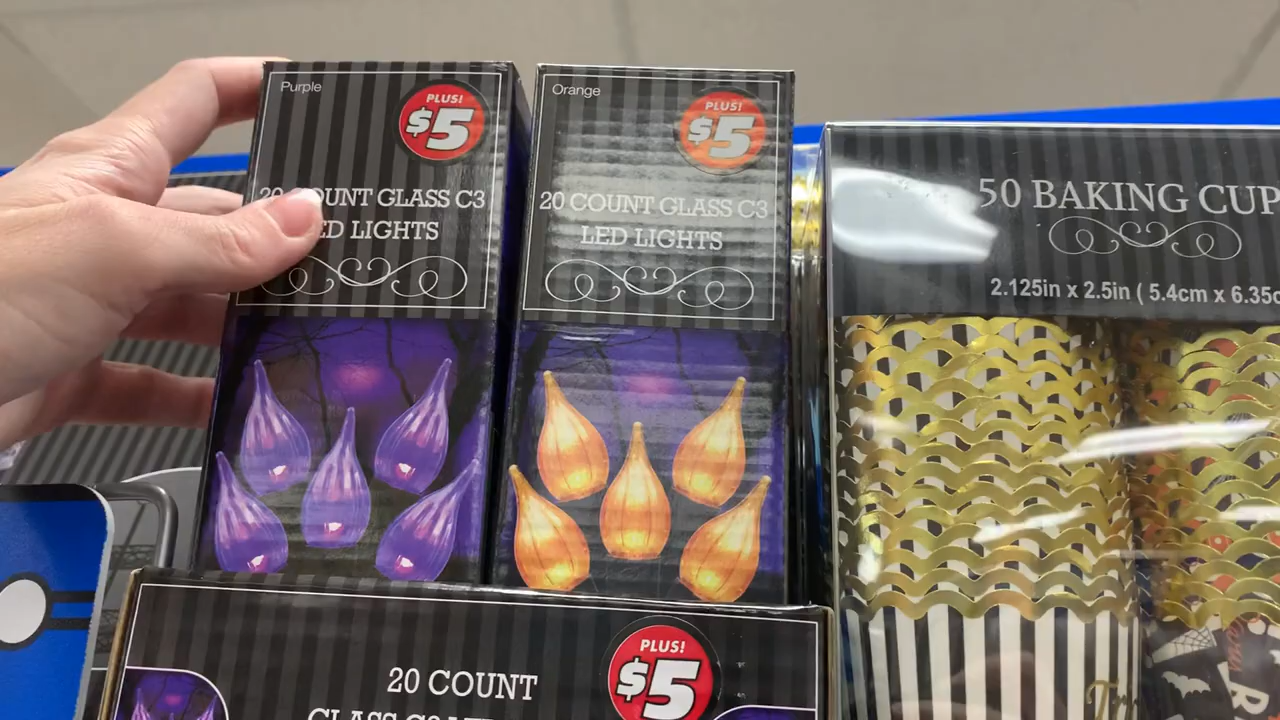 Purple
PLUS!
$5
20 COUNT GLASS C3
LED LIGHTS
Orange
PLUS!
$5
20 COUNT GLASS C3
LED LIGHTS
50 BAKING CUP
2.125in x 2.5in ( 5.4cm x 6.35c
20 COUNT
GLASS
PLUS!
$5